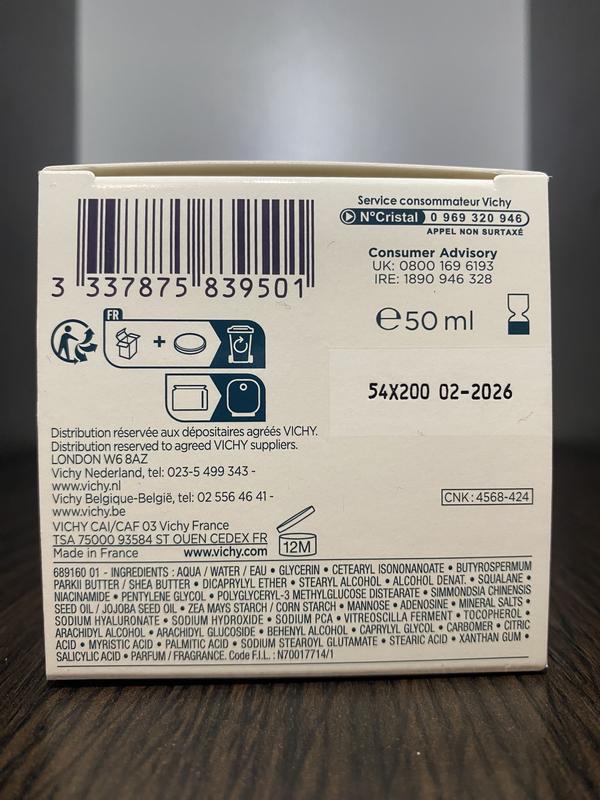 Service consommateur Vichy
N°Cristal 0 969 320 946
APPEL NON SURTAXÉ
Consumer Advisory
UK: 0800 169 6193
IRE: 1890 946 328
3 337875 839501
FR
+
℮50 ml
54X200 02-2026
Distribution réservée aux dépositaires agréés VICHY.
Distribution reserved to agreed VICHY suppliers.
LONDON W6 8AZ
Vichy Nederland, tel: 023-5 499 343 -
www.vichy.nl
Vichy Belgique-België, tel: 02 556 46 41 -
www.vichy.be
CNK : 4568-424
VICHY CAI/CAF 03 Vichy France
TSA 75000 93584 ST OUEN CEDEX FR
Made in France www.vichy.com
12M
689160 01 - INGREDIENTS : AQUA / WATER / EAU • GLYCERIN • CETEARYL ISONONANOATE • BUTYROSPERMUM
PARKII BUTTER / SHEA BUTTER • DICAPRYLYL ETHER • STEARYL ALCOHOL • ALCOHOL DENAT. • SQUALANE •
NIACINAMIDE • PENTYLENE GLYCOL • POLYGLYCERYL-3 METHYLGLUCOSE DISTEARATE • SIMMONDSIA CHINENSIS
SEED OIL / JOJOBA SEED OIL • ZEA MAYS STARCH / CORN STARCH • MANNOSE • ADENOSINE • MINERAL SALTS •
SODIUM HYALURONATE • SODIUM HYDROXIDE • SODIUM PCA • VITREOSCILLA FERMENT • TOCOPHEROL •
ARACHIDYL ALCOHOL • ARACHIDYL GLUCOSIDE • BEHENYL ALCOHOL • CAPRYLYL GLYCOL • CARBOMER • CITRIC
ACID • MYRISTIC ACID • PALMITIC ACID • SODIUM STEAROYL GLUTAMATE • STEARIC ACID • XANTHAN GUM •
SALICYLIC ACID • PARFUM / FRAGRANCE. Code F.I.L. : N70017714/1